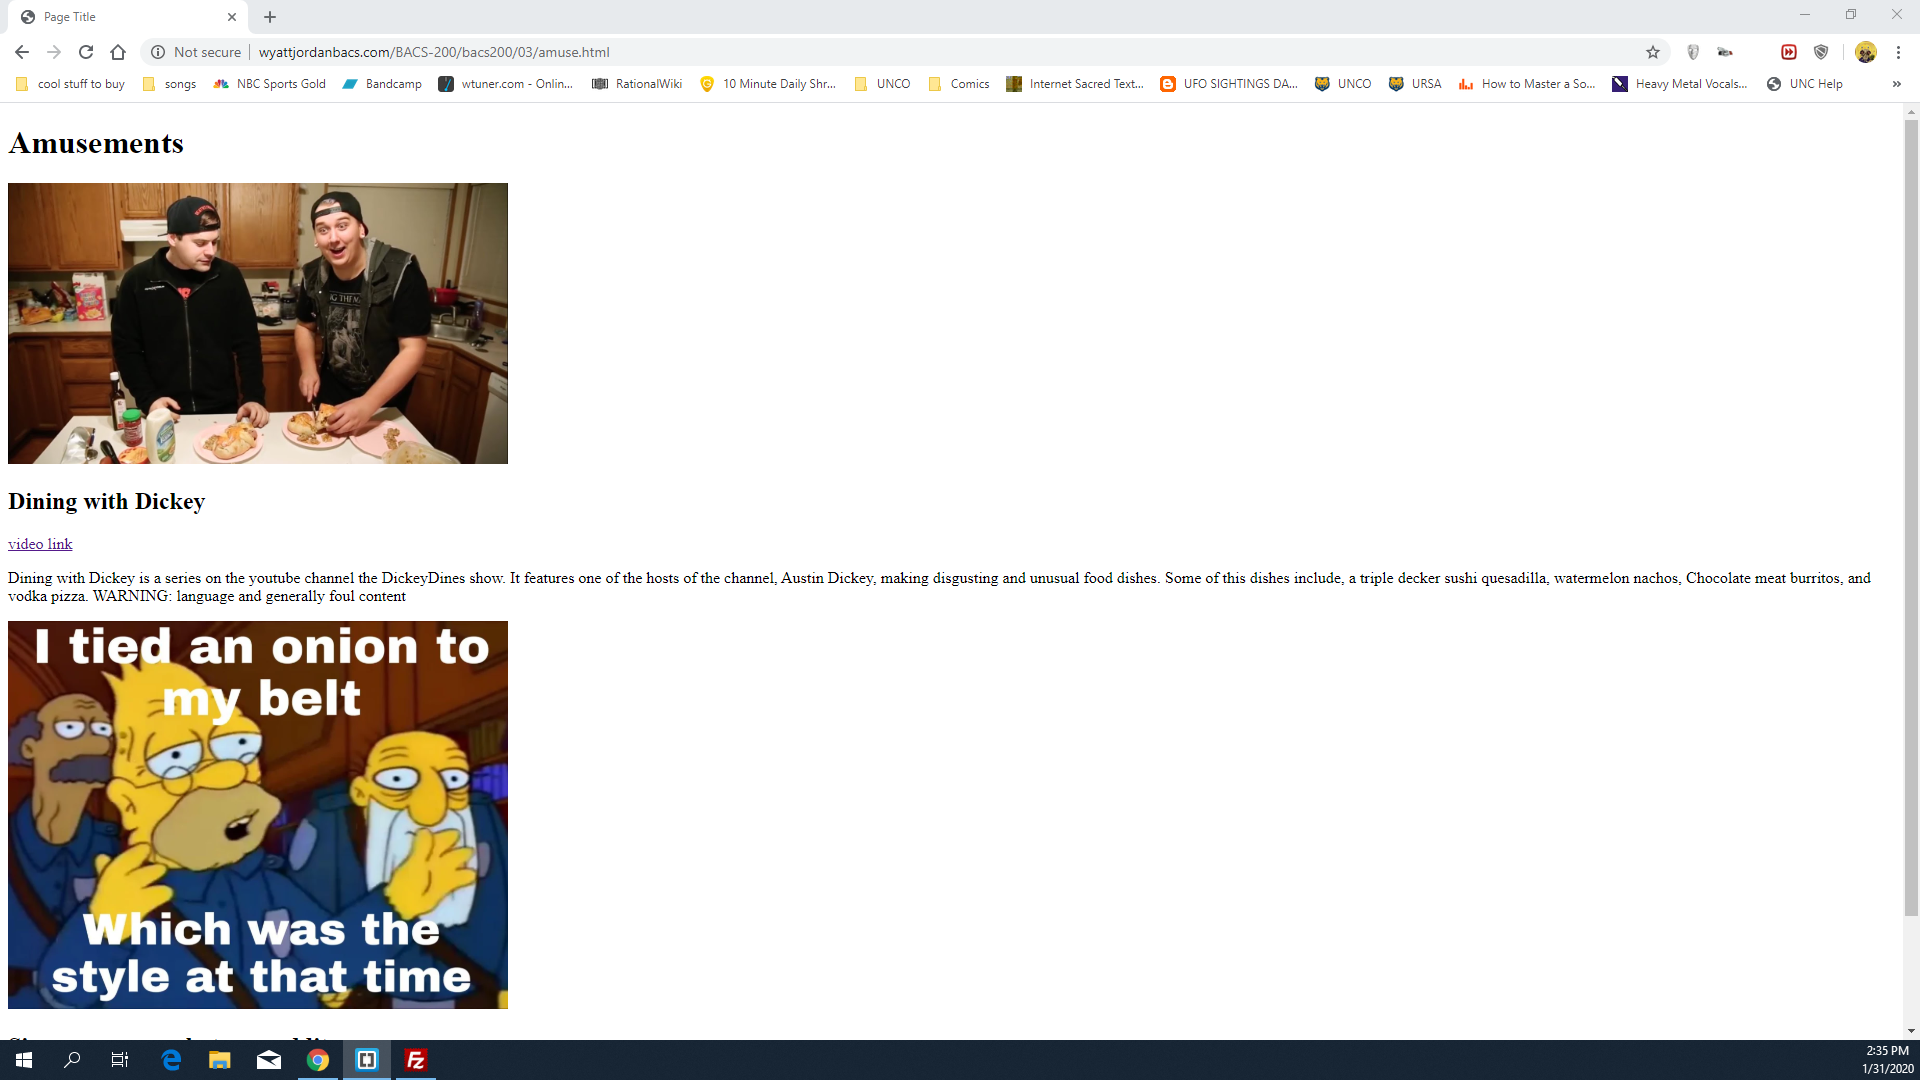 Page Title
Not secure
wyattjordanbacs.com/BACS-200/bacs200/03/amuse.html
cool stuff to buy
songs
NBC Sports Gold
Bandcamp
wtuner.com - Onlin...
RationalWiki
10 Minute Daily Shr...
UNCO
Comics
Internet Sacred Text...
UFO SIGHTINGS DA...
UNCO
URSA
How to Master a So...
Heavy Metal Vocals...
UNC Help
»
Amusements
Dining with Dickey
video link
Dining with Dickey is a series on the youtube channel the DickeyDines show. It features one of the hosts of the channel, Austin Dickey, making disgusting and unusual food dishes. Some of this dishes include, a triple decker sushi quesadilla, watermelon nachos, Chocolate meat burritos, and
vodka pizza. WARNING: language and generally foul content
I tied an onion to
my belt
Which was the
style at that time
2:35 PM
1/31/2020